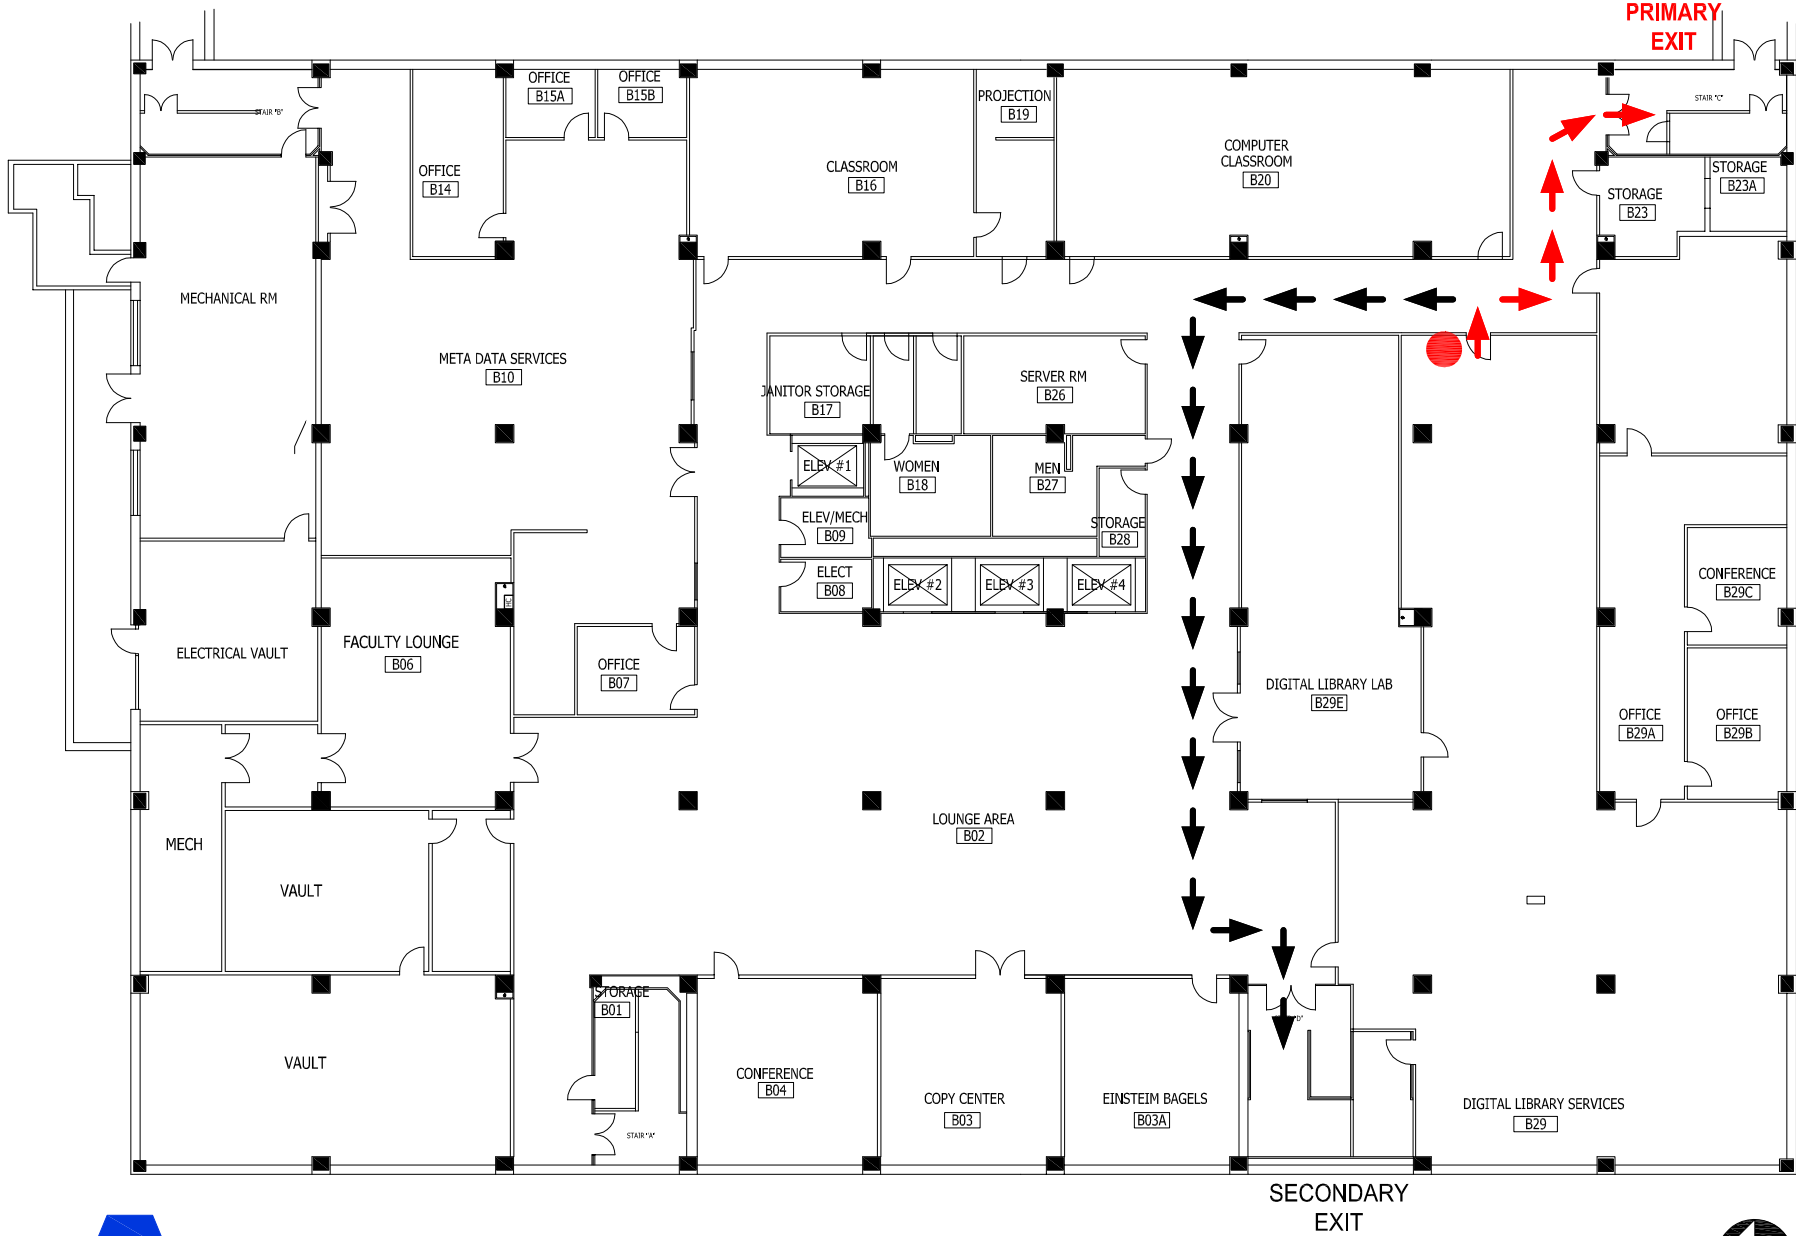 PRIMARY
EXIT
OFFICE
B15A
OFFICE
B15B
PROJECTION
B19
STAIR "B"
STAIR "C"
COMPUTER
CLASSROOM
B20
CLASSROOM
B16
OFFICE
B14
STORAGE
B23A
STORAGE
B23
MECHANICAL RM
META DATA SERVICES
B10
SERVER RM
B26
JANITOR STORAGE
B17
ELEV #1
WOMEN
B18
MEN
B27
ELEV/MECH
B09
STORAGE
B28
ELECT
B08
ELEV #2
ELEV #3
ELEV #4
CONFERENCE
B29C
HC
FACULTY LOUNGE
B06
ELECTRICAL VAULT
OFFICE
B07
DIGITAL LIBRARY LAB
B29E
OFFICE
B29A
OFFICE
B29B
LOUNGE AREA
B02
MECH
VAULT
STORAGE
B01
"D"
VAULT
CONFERENCE
B04
COPY CENTER
B03
EINSTEIM BAGELS
B03A
DIGITAL LIBRARY SERVICES
B29
STAIR "A"
SECONDARY
EXIT